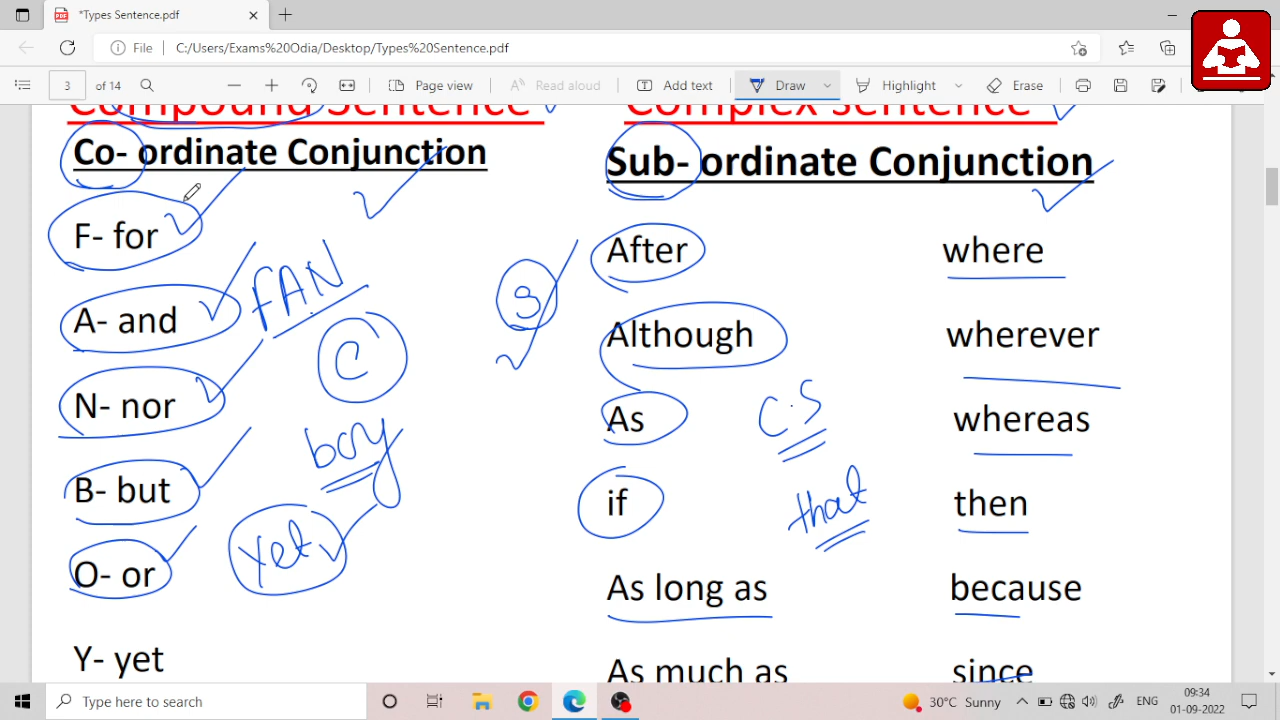 *Types Sentence.pdf
File C:/Users/Exams%20Odia/Desktop/Types%20Sentence.pdf
3 of 14 Page view Read aloud Add text Draw Highlight Erase
Compound Sentence
Co- ordinate Conjunction
F- for
A- and
FAN
C
N- nor
boy
B- but
yet
O- or
Y- yet
Complex sentence
Sub- ordinate Conjunction
After where
S
Although wherever
C.S
As whereas
that
if then
As long as because
As much as since
Type here to search
30°C Sunny
ENG
09:34
01-09-2022